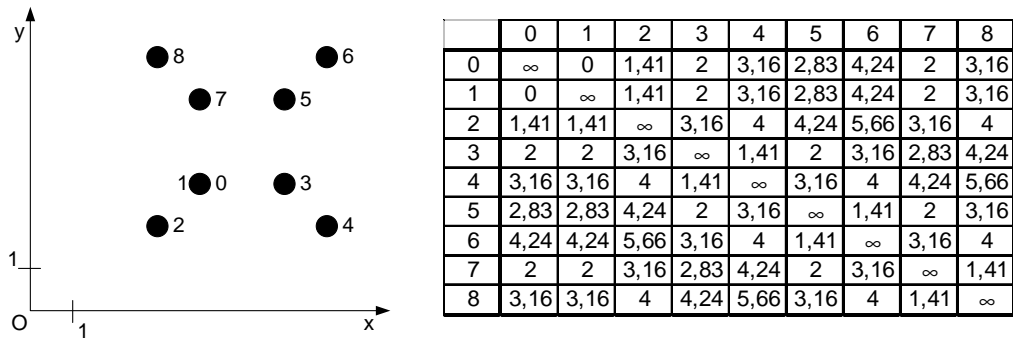 y
8
6
7
5
1 0
3
2
4
1
O
1
x
0 1 2 3 4 5 6 7 8
0 ∞ 0 1,41 2 3,16 2,83 4,24 2 3,16
1 0 ∞ 1,41 2 3,16 2,83 4,24 2 3,16
2 1,41 1,41 ∞ 3,16 4 4,24 5,66 3,16 4
3 2 2 3,16 ∞ 1,41 2 3,16 2,83 4,24
4 3,16 3,16 4 1,41 ∞ 3,16 4 4,24 5,66
5 2,83 2,83 4,24 2 3,16 ∞ 1,41 2 3,16
6 4,24 4,24 5,66 3,16 4 1,41 ∞ 3,16 4
7 2 2 3,16 2,83 4,24 2 3,16 ∞ 1,41
8 3,16 3,16 4 4,24 5,66 3,16 4 1,41 ∞